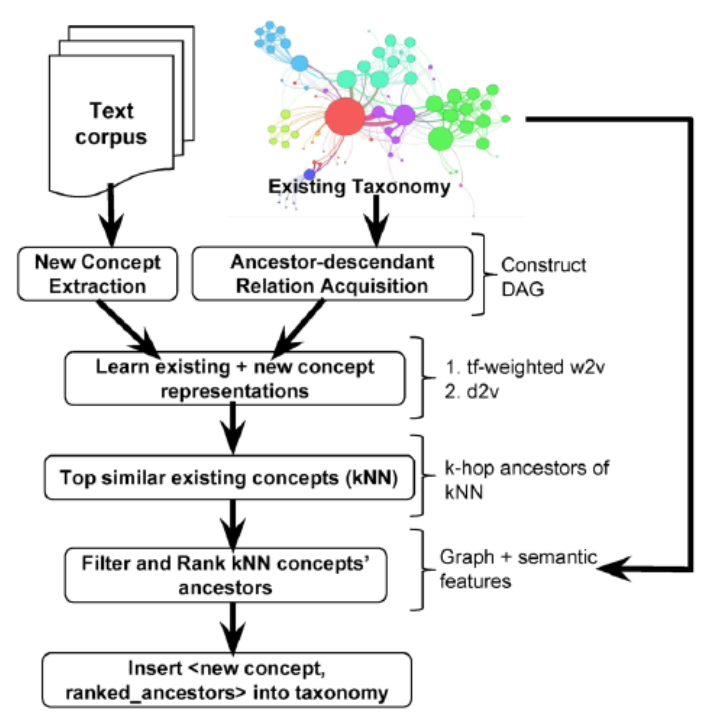 Text
corpus
Existing Taxonomy
New Concept
Extraction
Ancestor-descendant
Relation Acquisition
Construct
DAG
Learn existing + new concept
representations
1. tf-weighted w2v
2. d2v
Top similar existing concepts (kNN)
k-hop ancestors of
kNN
Filter and Rank kNN concepts'
ancestors
Graph + semantic
features
Insert <new concept,
ranked_ancestors> into taxonomy